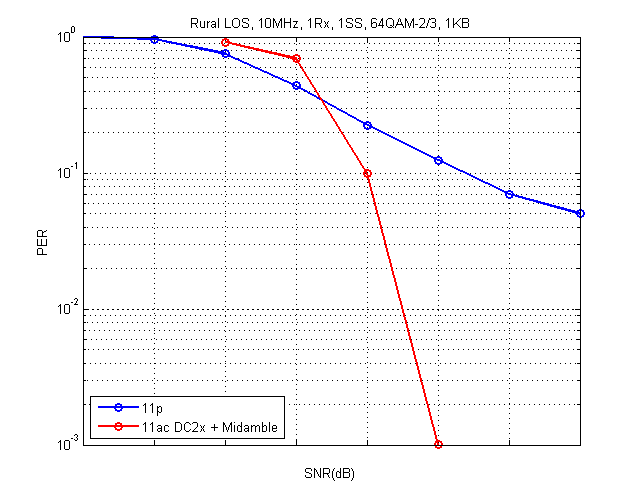 Rural LOS, 10MHz, 1Rx, 1SS, 64QAM-2/3, 1KB
10^0
10^-1
10^-2
10^-3
PER
11p
11ac DC2x + Midamble
SNR(dB)